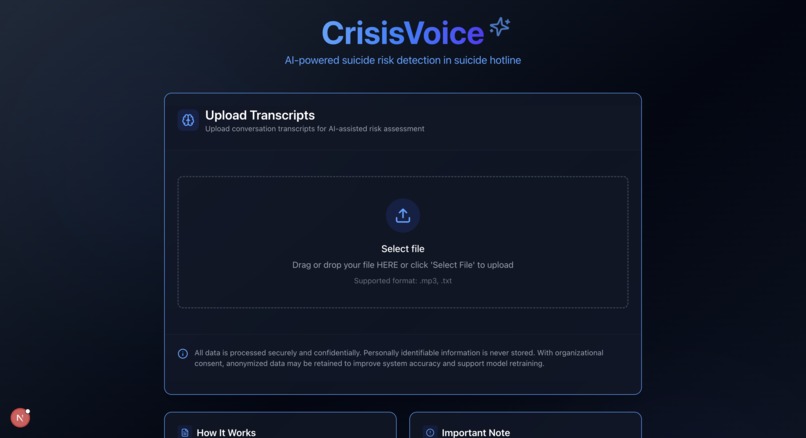 CrisisVoice
AI-powered suicide risk detection in suicide hotline
Upload Transcripts
Upload conversation transcripts for AI-assisted risk assessment
Select file
Drag or drop your file HERE or click 'Select File' to upload
Supported format: .mp3, .txt
All data is processed securely and confidentially. Personally identifiable information is never stored. With organizational
consent, anonymized data may be retained to improve system accuracy and support model retraining.
N
How It Works
Important Note